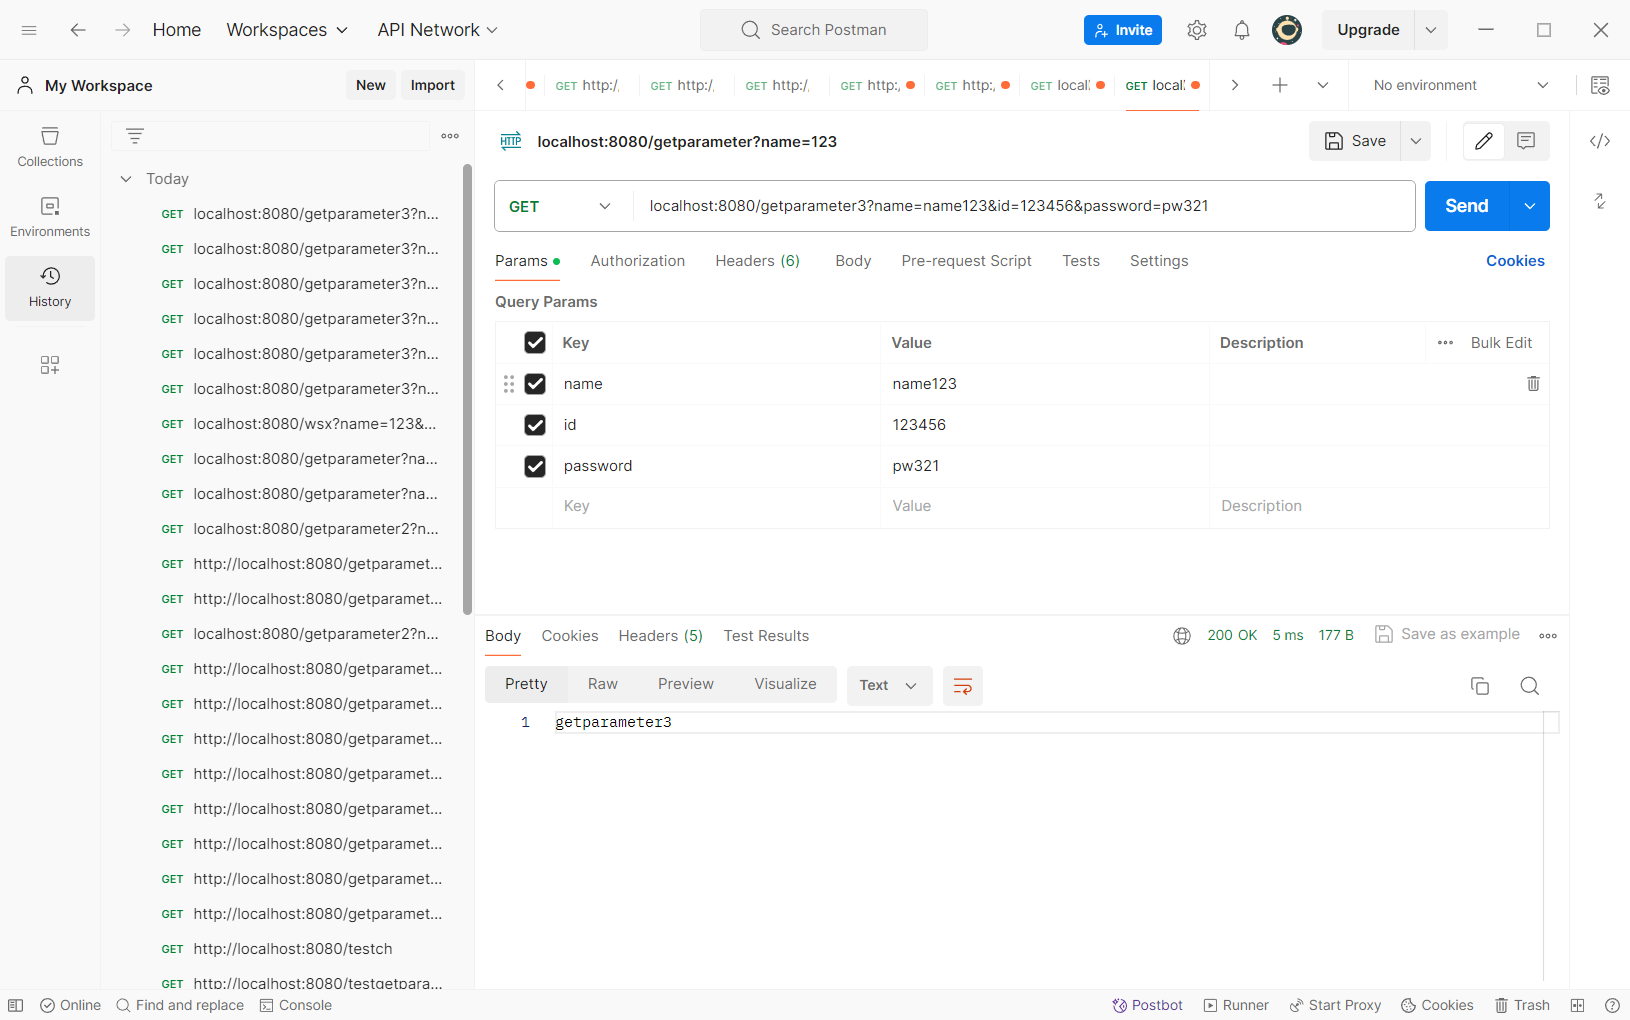 Home Workspaces API Network Search Postman Invite Upgrade
My Workspace New Import
GET http:/ GET http:/ GET http:/ GET http:/ GET http:/ GET local GET local No environment
Collections
Environments
History
Today
GET localhost:8080/getparameter3?n...
GET localhost:8080/getparameter3?n...
GET localhost:8080/getparameter3?n...
GET localhost:8080/getparameter3?n...
GET localhost:8080/getparameter3?n...
GET localhost:8080/getparameter3?n...
GET localhost:8080/wsx?name=123&...
GET localhost:8080/getparameter?na...
GET localhost:8080/getparameter?na...
GET localhost:8080/getparameter2?n...
GET http://localhost:8080/getparamet...
GET http://localhost:8080/getparamet...
GET localhost:8080/getparameter2?n...
GET http://localhost:8080/getparamet...
GET http://localhost:8080/getparamet...
GET http://localhost:8080/getparamet...
GET http://localhost:8080/getparamet...
GET http://localhost:8080/getparamet...
GET http://localhost:8080/getparamet...
GET http://localhost:8080/getparamet...
GET http://localhost:8080/getparamet...
GET http://localhost:8080/testch
GET http://localhost:8080/testgetpara...
HTTP localhost:8080/getparameter?name=123 Save
GET localhost:8080/getparameter3?name=name123&id=123456&password=pw321 Send
Params Authorization Headers (6) Body Pre-request Script Tests Settings Cookies
Query Params
Key Value Description Bulk Edit
name name123
id 123456
password pw321
Key Value Description
Body Cookies Headers (5) Test Results 200 OK 5 ms 177 B Save as example
Pretty Raw Preview Visualize Text
1 getparameter3
Online Find and replace Console Postbot Runner Start Proxy Cookies Trash